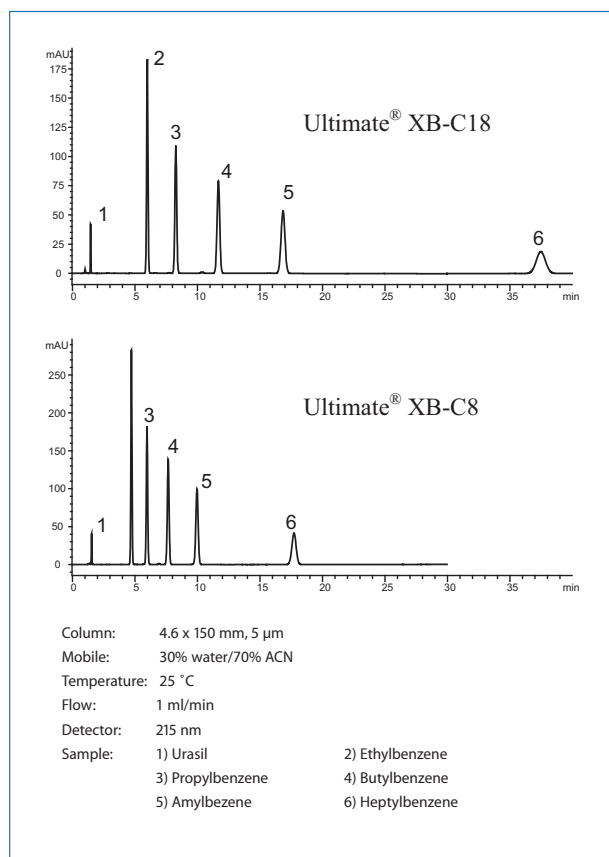 mAU
2
175
150
3
125
Ultimate® XB-C18
100
4
75
5
1
50
6
25
0
0 5 10 15 20 25 30 35 min
mAU
250
Ultimate® XB-C8
3
200
4
150
5
100
6
1
50
0
0 5 10 15 20 25 30 35 min
Column: 4.6 x 150 mm, 5 µm
Mobile: 30% water/70% ACN
Temperature: 25 ˚C
Flow: 1 ml/min
Detector: 215 nm
Sample: 1) Urasil 2) Ethylbenzene
3) Propylbenzene 4) Butylbenzene
5) Amylbezene 6) Heptylbenzene